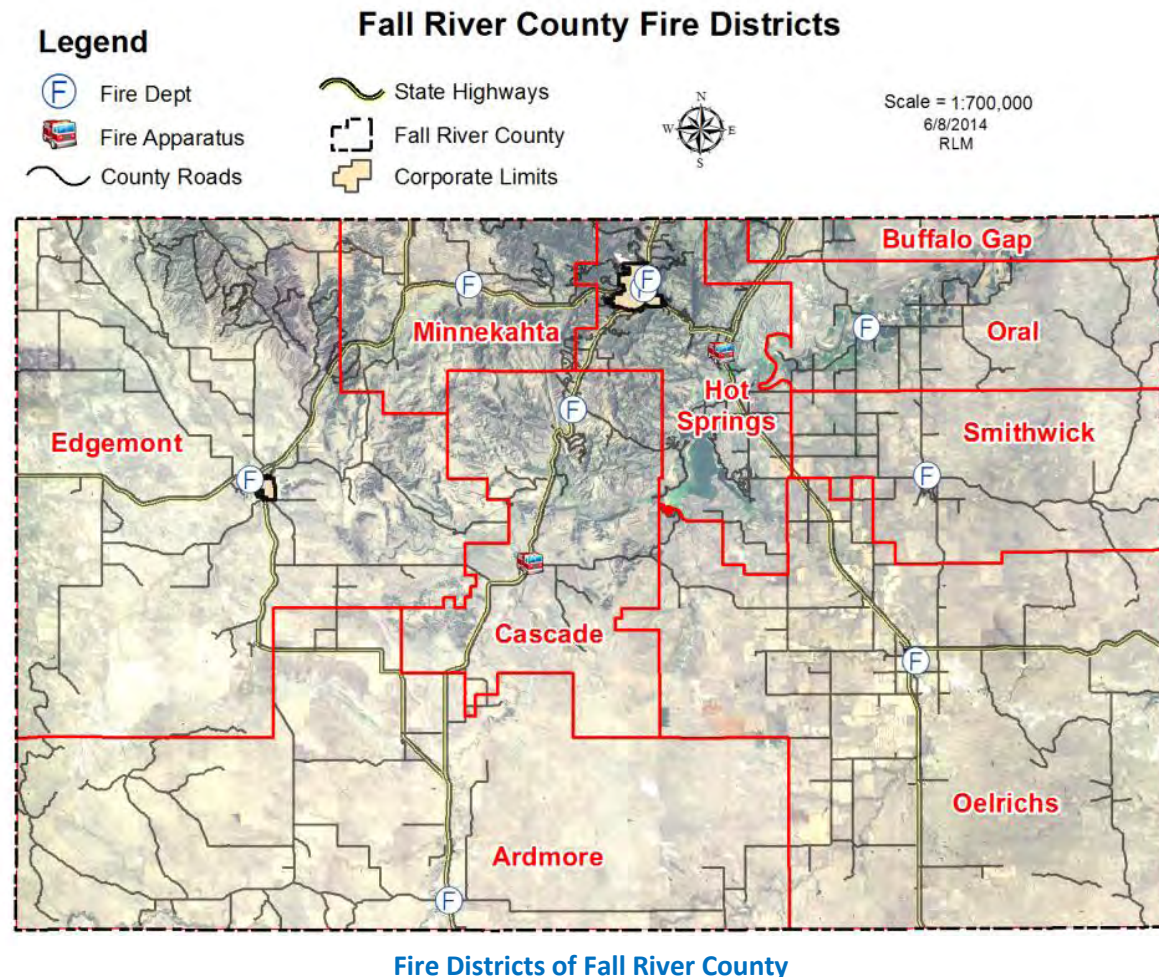 Fall River County Fire Districts
Legend
F Fire Dept
Fire Apparatus
County Roads
State Highways
Fall River County
Corporate Limits
N
W E
S
Scale = 1:700,000
6/8/2014
RLM
Buffalo Gap
Minnekahta
Oral
Hot
Springs
Edgemont
Smithwick
Cascade
Oelrichs
Ardmore
F
F
F
F
F
F
F
F
F
Fire Districts of Fall River County